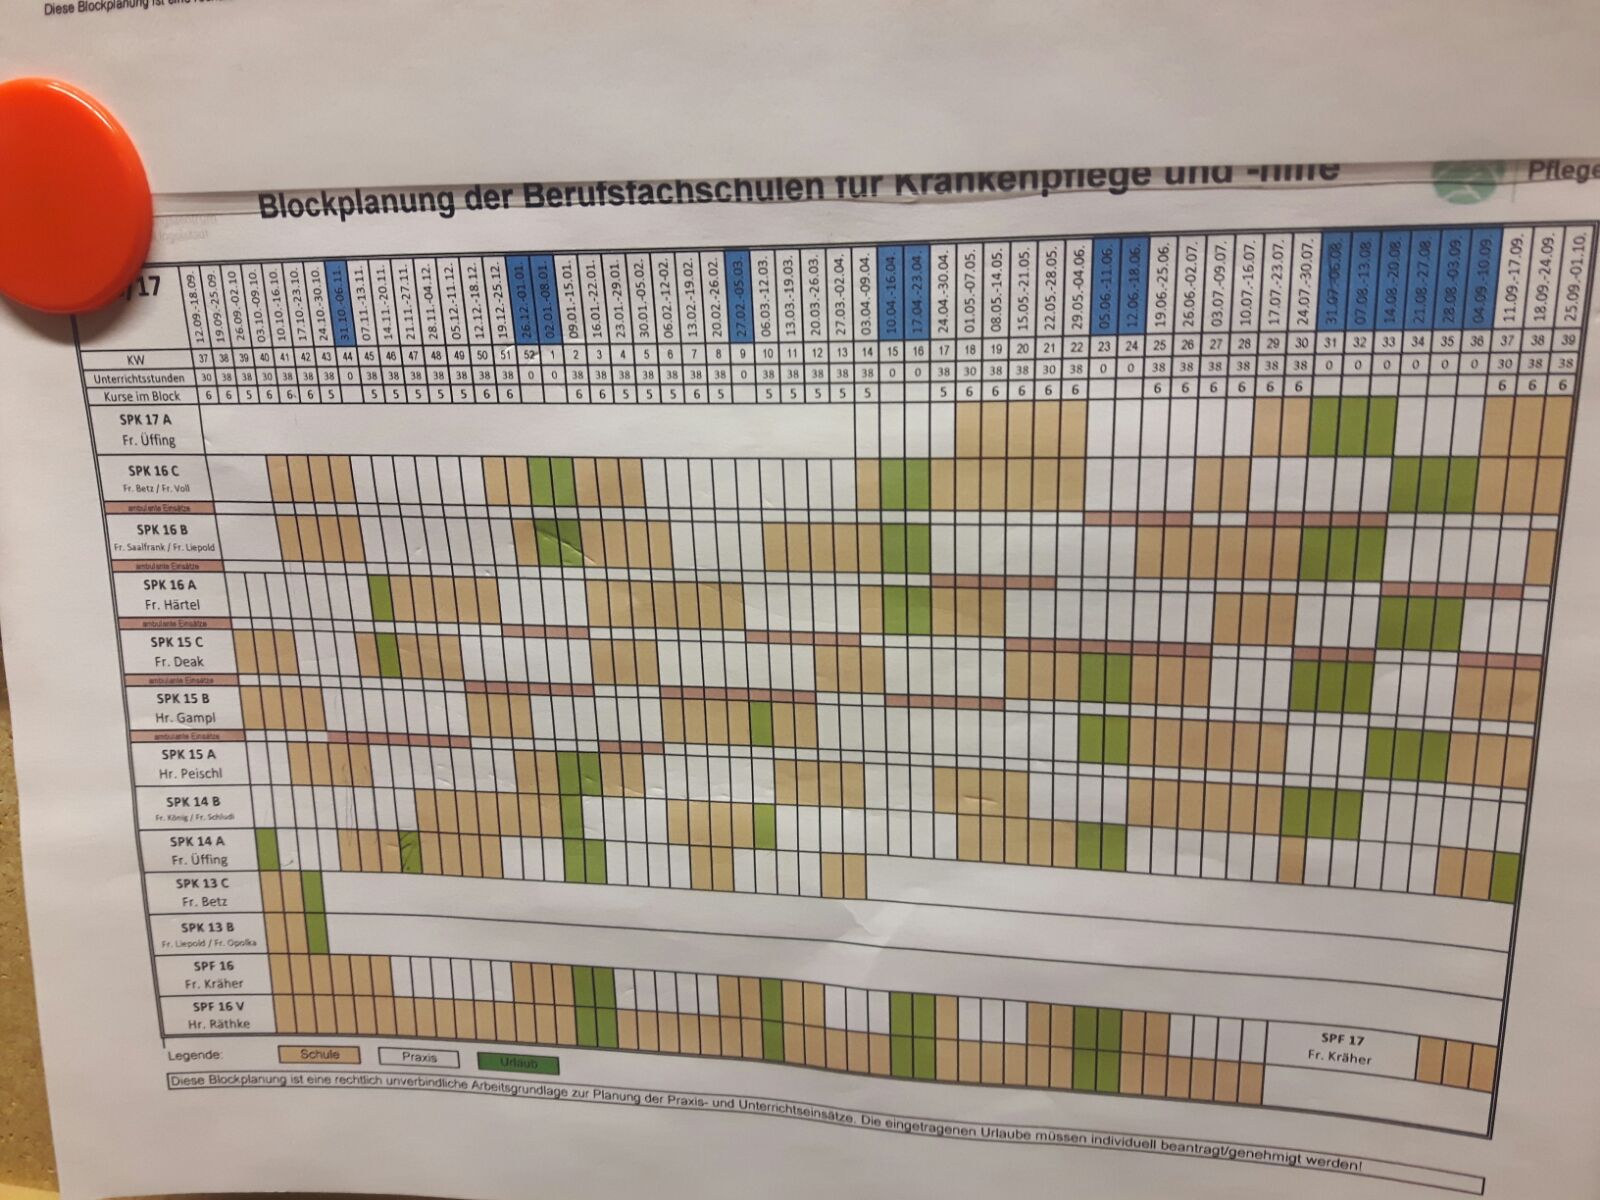 Diese Blockplanung ist eine
Blockplanung der Berufsfachschulen für Krankenpflege und -hilfe
Pflege
/17
12.09.-18.09. 19.09.-25.09. 26.09.-02.10 03.10.-09.10. 10.10.-16.10. 17.10.-23.10. 24.10.-30.10. 31.10.-06.11. 07.11.-13.11. 14.11.-20.11. 21.11.-27.11. 28.11.-04.12. 05.12.-11.12. 12.12.-18.12. 19.12.-25.12. 26.12.-01.01. 02.01.-08.01. 09.01.-15.01. 16.01.-22.01. 23.01.-29.01. 30.01.-05.02. 06.02.-12.02. 13.02.-19.02. 20.02.-26.02. 27.02.-05.03. 06.03.-12.03. 13.03.-19.03. 20.03.-26.03. 27.03.-02.04. 03.04.-09.04. 10.04.-16.04. 17.04.-23.04. 24.04.-30.04. 01.05.-07.05. 08.05.-14.05. 15.05.-21.05. 22.05.-28.05. 29.05.-04.06. 05.06.-11.06. 12.06.-18.06. 19.06.-25.06. 26.06.-02.07. 03.07.-09.07. 10.07.-16.07. 17.07.-23.07. 24.07.-30.07. 31.07.-06.08. 07.08.-13.08. 14.08.-20.08. 21.08.-27.08. 28.08.-03.09. 04.09.-10.09. 11.09.-17.09. 18.09.-24.09. 25.09.-01.10.
KW 37 38 39 40 41 42 43 44 45 46 47 48 49 50 51 52 1 2 3 4 5 6 7 8 9 10 11 12 13 14 15 16 17 18 19 20 21 22 23 24 25 26 27 28 29 30 31 32 33 34 35 36 37 38 39
Unterrichtsstunden 30 38 38 30 38 38 38 0 38 38 38 38 38 38 38 0 0 38 38 38 38 38 38 38 0 38 38 38 38 38 0 0 38 30 38 38 30 38 0 0 38 38 38 38 38 38 0 0 0 0 0 0 30 38 38
Kurse im Block 6 6 5 6 6 6 5 5 5 5 5 5 6 6 6 6 5 5 5 6 5 5 5 5 5 5 5 6 6 6 6 6 6 6 6 6 6 6 6 6 6
SPK 17 A
Fr. Üffing
SPK 16 C
Fr. Betz / Fr. Voll
ambulante Einsätze
SPK 16 B
Fr. Saalfrank / Fr. Liepold
ambulante Einsätze
SPK 16 A
Fr. Härtel
ambulante Einsätze
SPK 15 C
Fr. Deak
ambulante Einsätze
SPK 15 B
Hr. Gampl
ambulante Einsätze
SPK 15 A
Hr. Peischl
SPK 14 B
Fr. König / Fr. Schludi
SPK 14 A
Fr. Üffing
SPK 13 C
Fr. Betz
SPK 13 B
Fr. Liepold / Fr. Opolka
SPF 16
Fr. Kräher
SPF 16 V
Hr. Räthke
SPF 17
Fr. Kräher
Legende: Schule Praxis Urlaub
Diese Blockplanung ist eine rechtlich unverbindliche Arbeitsgrundlage zur Planung der Praxis- und Unterrichtseinsätze. Die eingetragenen Urlaube müssen individuell beantragt/genehmigt werden!